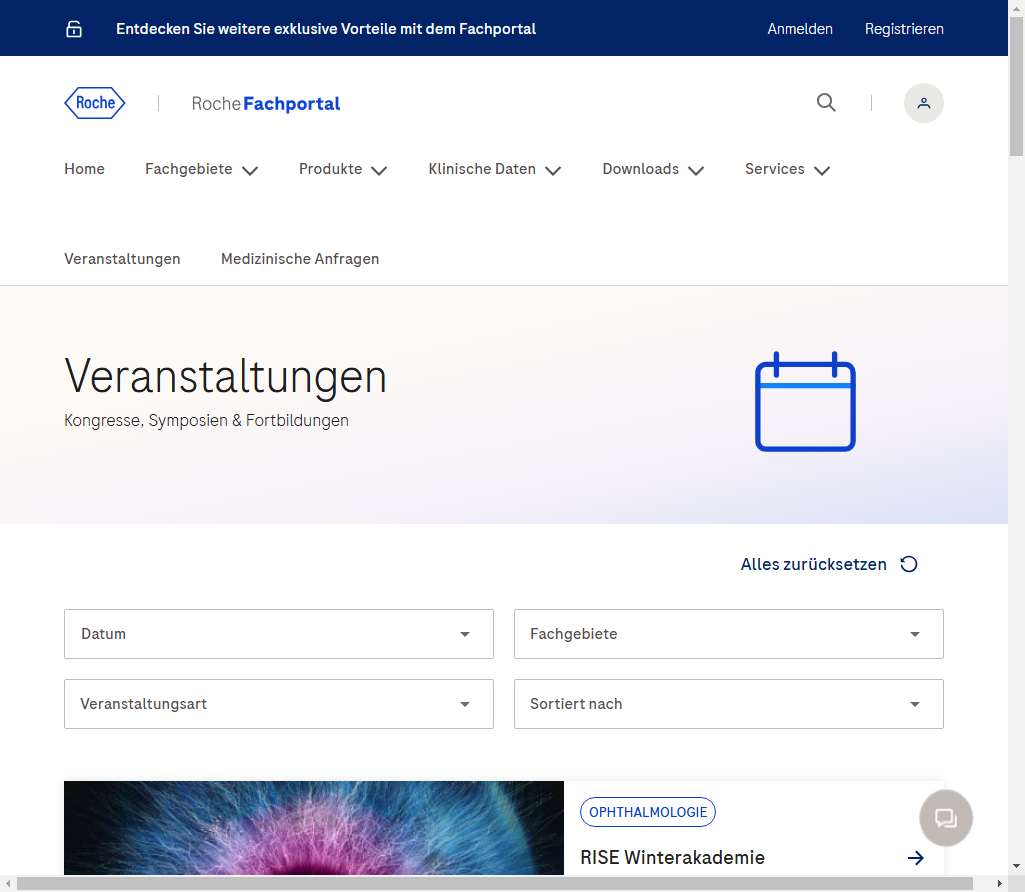 Entdecken Sie weitere exklusive Vorteile mit dem Fachportal
Anmelden
Registrieren
Roche
RocheFachportal
Home
Fachgebiete
Produkte
Klinische Daten
Downloads
Services
Veranstaltungen
Medizinische Anfragen
Veranstaltungen
Kongresse, Symposien & Fortbildungen
Alles zurücksetzen
Datum
Fachgebiete
Veranstaltungsart
Sortiert nach
OPHTHALMOLOGIE
RISE Winterakademie